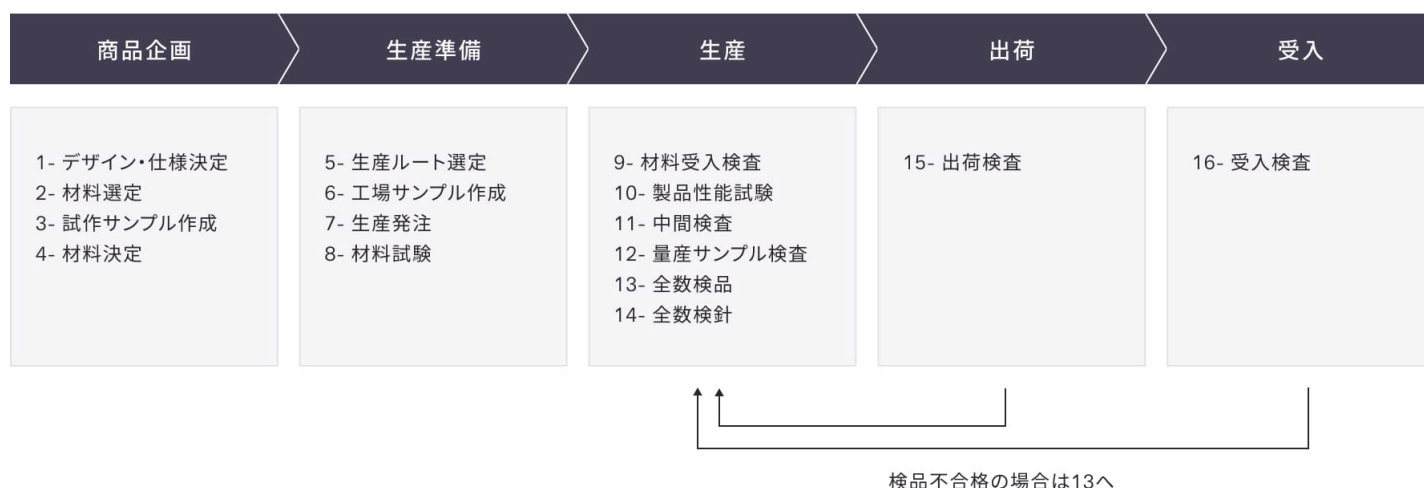 商品企画
生産準備
生産
出荷
受入
1- デザイン・仕様決定
2- 材料選定
3- 試作サンプル作成
4- 材料決定
5- 生産ルート選定
6- 工場サンプル作成
7- 生産発注
8- 材料試験
9- 材料受入検査
10- 製品性能試験
11- 中間検査
12- 量産サンプル検査
13- 全数検品
14- 全数検針
15- 出荷検査
16- 受入検査
検品不合格の場合は13へ